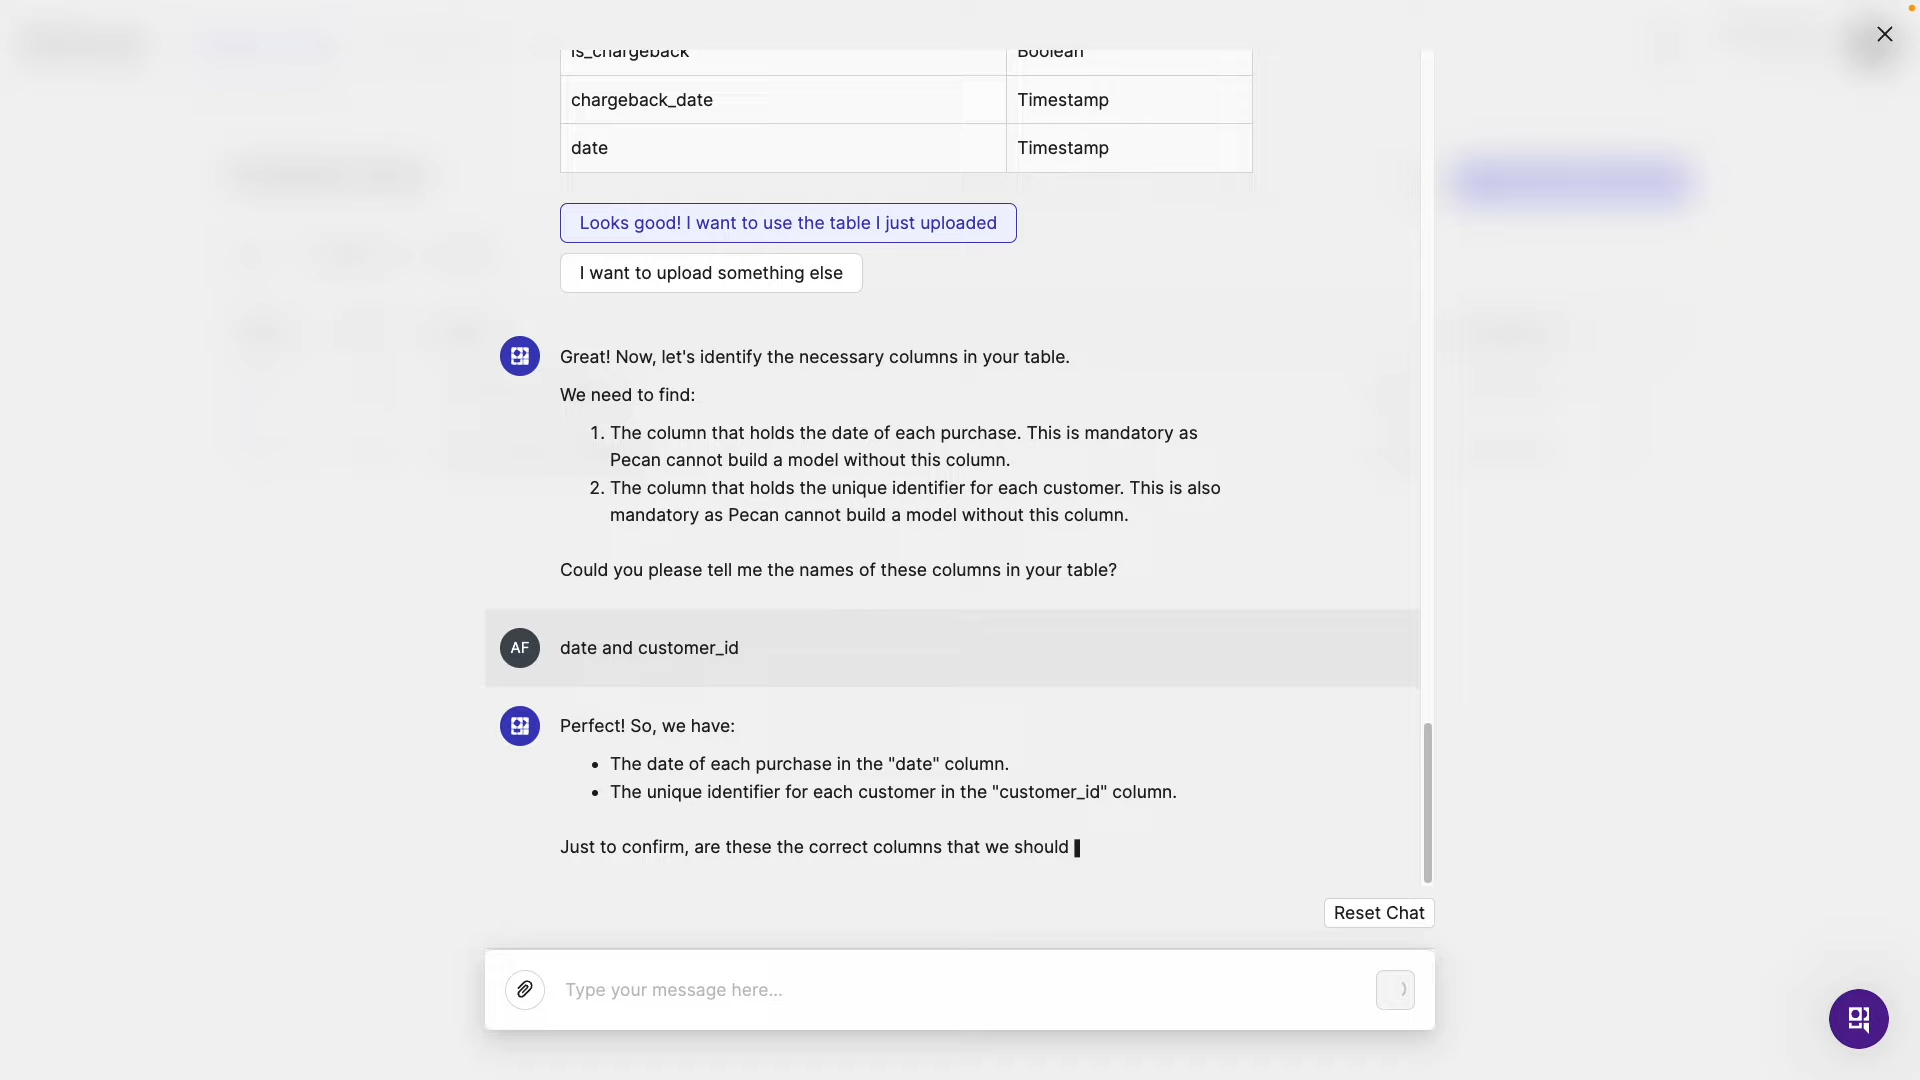 is_chargeback Boolean
chargeback_date Timestamp
date Timestamp
Looks good! I want to use the table I just uploaded
I want to upload something else
Great! Now, let's identify the necessary columns in your table.
We need to find:
1. The column that holds the date of each purchase. This is mandatory as
Pecan cannot build a model without this column.
2. The column that holds the unique identifier for each customer. This is also
mandatory as Pecan cannot build a model without this column.
Could you please tell me the names of these columns in your table?
AF
date and customer_id
Perfect! So, we have:
• The date of each purchase in the "date" column.
• The unique identifier for each customer in the "customer_id" column.
Just to confirm, are these the correct columns that we should
Reset Chat
Type your message here...